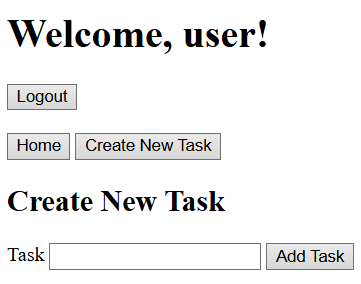 Welcome, user!
Logout
Home Create New Task
Create New Task
Task Add Task